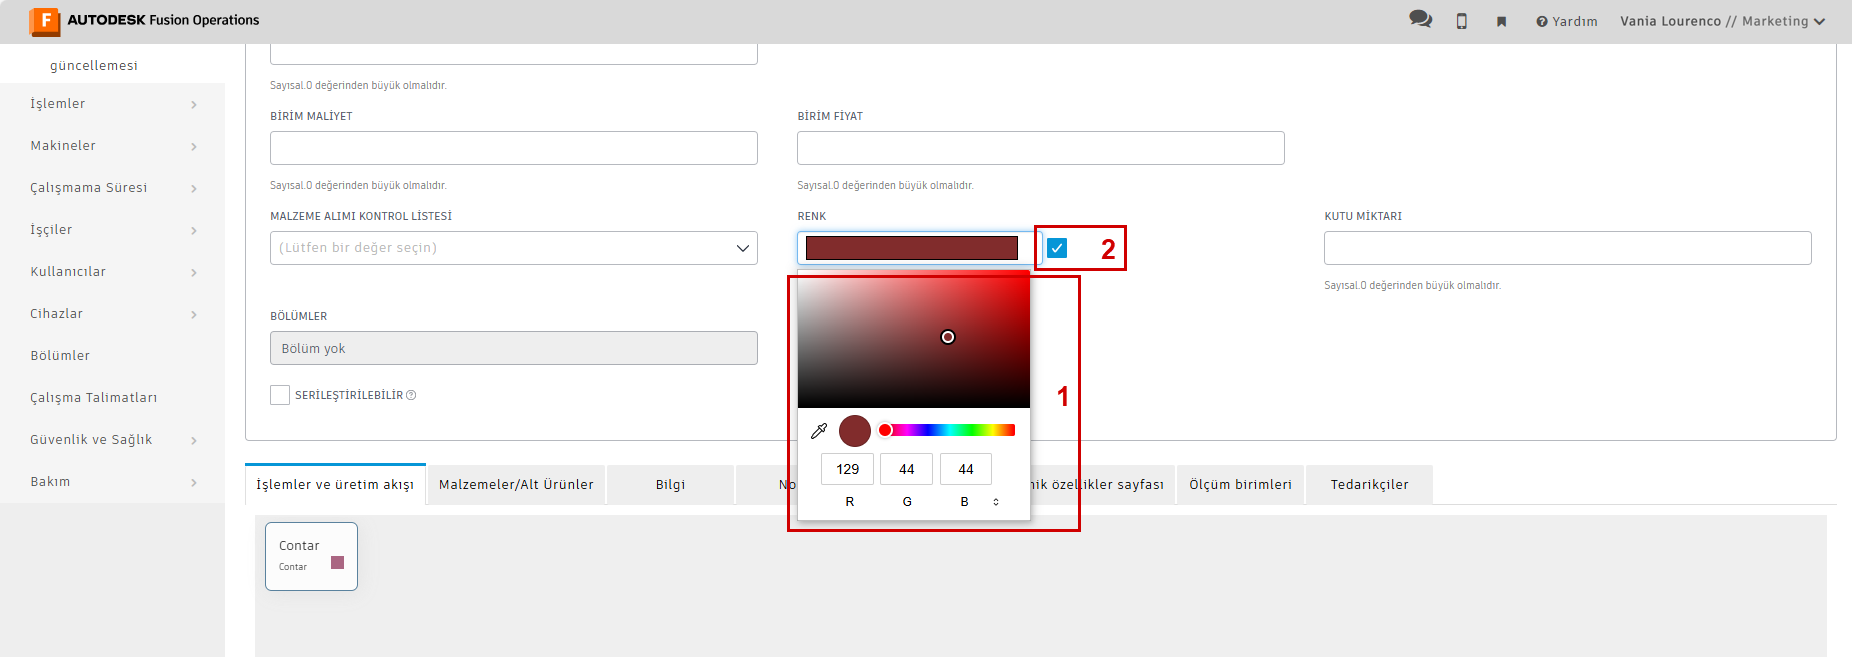 F AUTODESK Fusion Operations
Yardım
Vania Lourenco // Marketing
güncellemesi
İşlemler
Makineler
Çalışmama Süresi
İşçiler
Kullanıcılar
Cihazlar
Bölümler
Çalışma Talimatları
Güvenlik ve Sağlık
Bakım
Sayısal.0 değerinden büyük olmalıdır.
BİRİM MALİYET
BİRİM FİYAT
Sayısal.0 değerinden büyük olmalıdır.
Sayısal.0 değerinden büyük olmalıdır.
MALZEME ALIMI KONTROL LİSTESİ
RENK
KUTU MİKTARI
(Lütfen bir değer seçin)
2
Sayısal.0 değerinden büyük olmalıdır.
BÖLÜMLER
Bölüm yok
SERİLEŞTİRİLEBİLİR
1
129 44 44
R G B
İşlemler ve üretim akışı
Malzemeler/Alt Ürünler
Bilgi
No
nik özellikler sayfası
Ölçüm birimleri
Tedarikçiler
Contar
Contar